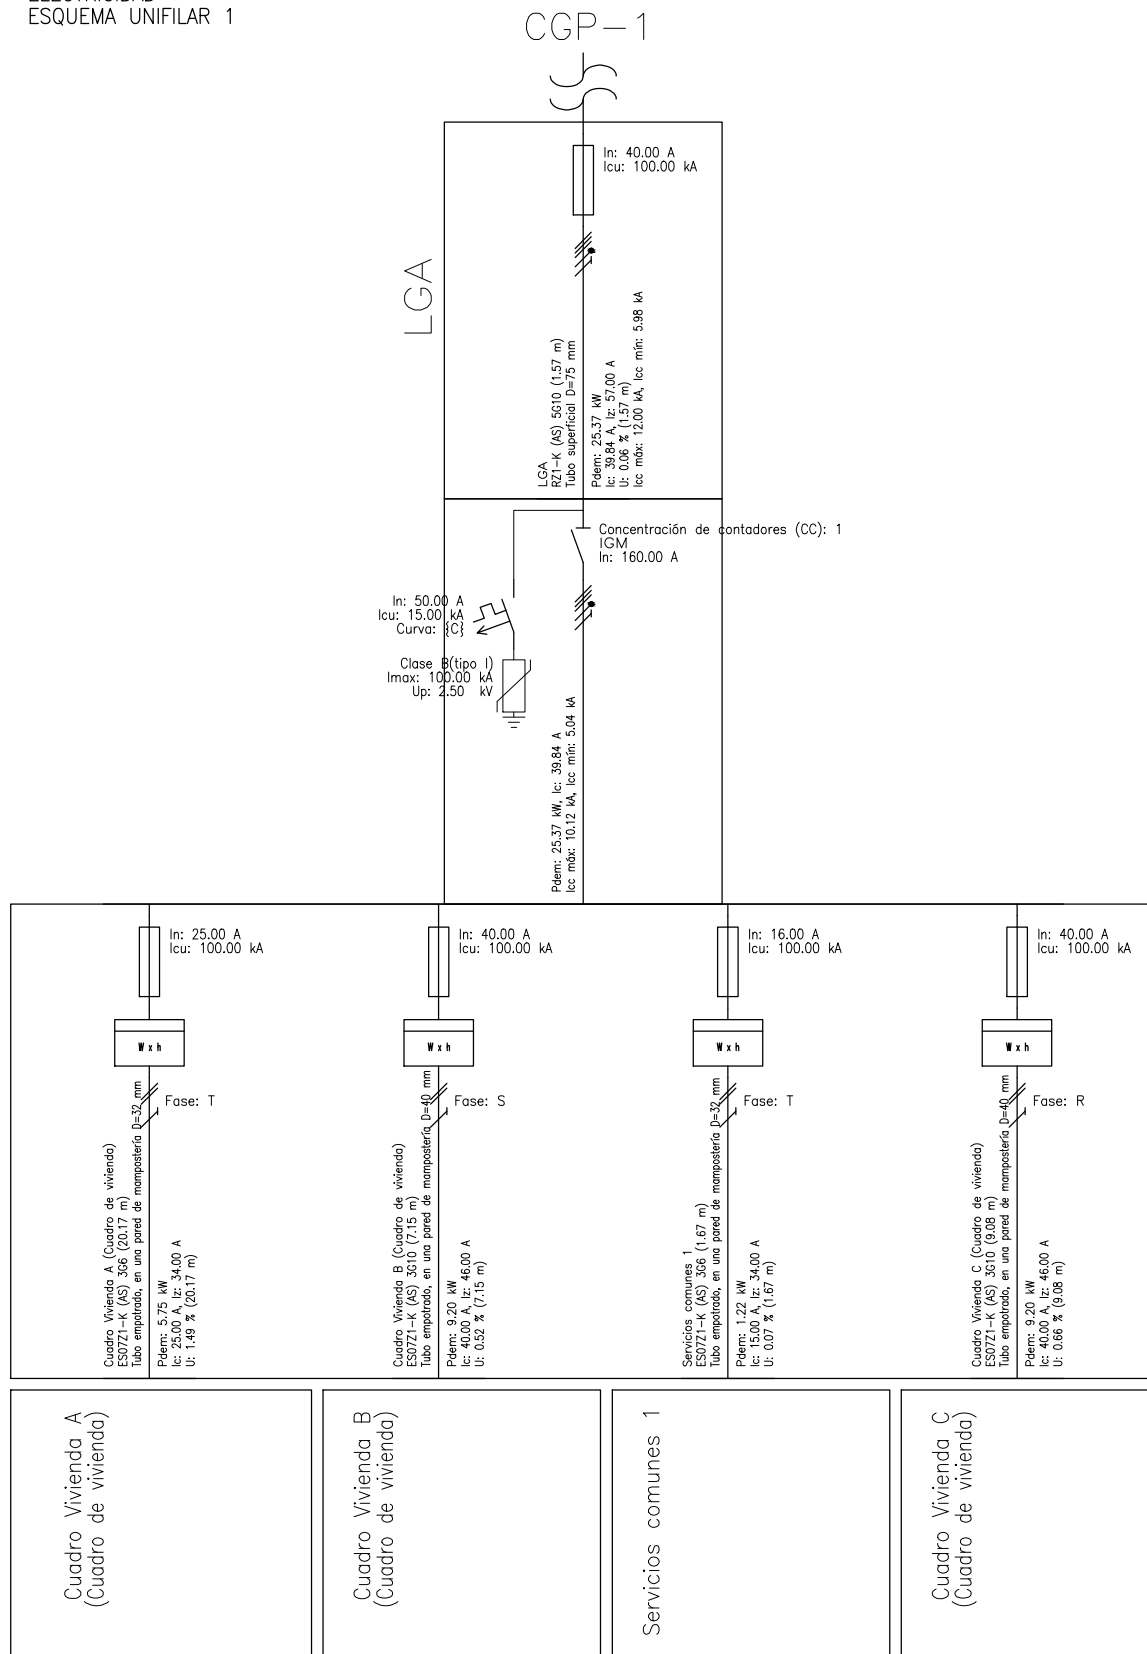 ESQUEMA UNIFILAR 1
CGP-1
In: 40.00 A
Icu: 100.00 kA
LGA
LGA
RZ1-K (AS) 5G10 (1.57 m)
Tubo superficial D=75 mm
Pdem: 25.37 kW
Ic: 39.84 A, Iz: 57.00 A
U: 0.06 % (1.57 m)
Icc máx: 12.00 kA, Icc mín: 5.98 kA
Concentración de contadores (CC): 1
IGM
In: 160.00 A
In: 50.00 A
Icu: 15.00 kA
Curva: {C}
Clase B(tipo I)
Imax: 100.00 kA
Up: 2.50 kV
Pdem: 25.37 kW, Ic: 39.84 A
Icc máx: 10.12 kA, Icc mín: 5.04 kA
In: 25.00 A
Icu: 100.00 kA
W x h
Fase: T
Cuadro Vivienda A (Cuadro de vivienda)
ES07Z1-K (AS) 3G6 (20.17 m)
Tubo empotrado, en una pared de mampostería D=32 mm
Pdem: 5.75 kW
Ic: 25.00 A, Iz: 34.00 A
U: 1.49 % (20.17 m)
In: 40.00 A
Icu: 100.00 kA
W x h
Fase: S
Cuadro Vivienda B (Cuadro de vivienda)
ES07Z1-K (AS) 3G10 (7.15 m)
Tubo empotrado, en una pared de mampostería D=40 mm
Pdem: 9.20 kW
Ic: 40.00 A, Iz: 46.00 A
U: 0.52 % (7.15 m)
In: 16.00 A
Icu: 100.00 kA
W x h
Fase: T
Servicios comunes 1
ES07Z1-K (AS) 3G6 (1.67 m)
Tubo empotrado, en una pared de mampostería D=32 mm
Pdem: 1.22 kW
Ic: 15.00 A, Iz: 34.00 A
U: 0.07 % (1.67 m)
In: 40.00 A
Icu: 100.00 kA
W x h
Fase: R
Cuadro Vivienda C (Cuadro de vivienda)
ES07Z1-K (AS) 3G10 (9.08 m)
Tubo empotrado, en una pared de mampostería D=40 mm
Pdem: 9.20 kW
Ic: 40.00 A, Iz: 46.00 A
U: 0.66 % (9.08 m)
Cuadro Vivienda A
(Cuadro de vivienda)
Cuadro Vivienda B
(Cuadro de vivienda)
Servicios comunes 1
Cuadro Vivienda C
(Cuadro de vivienda)